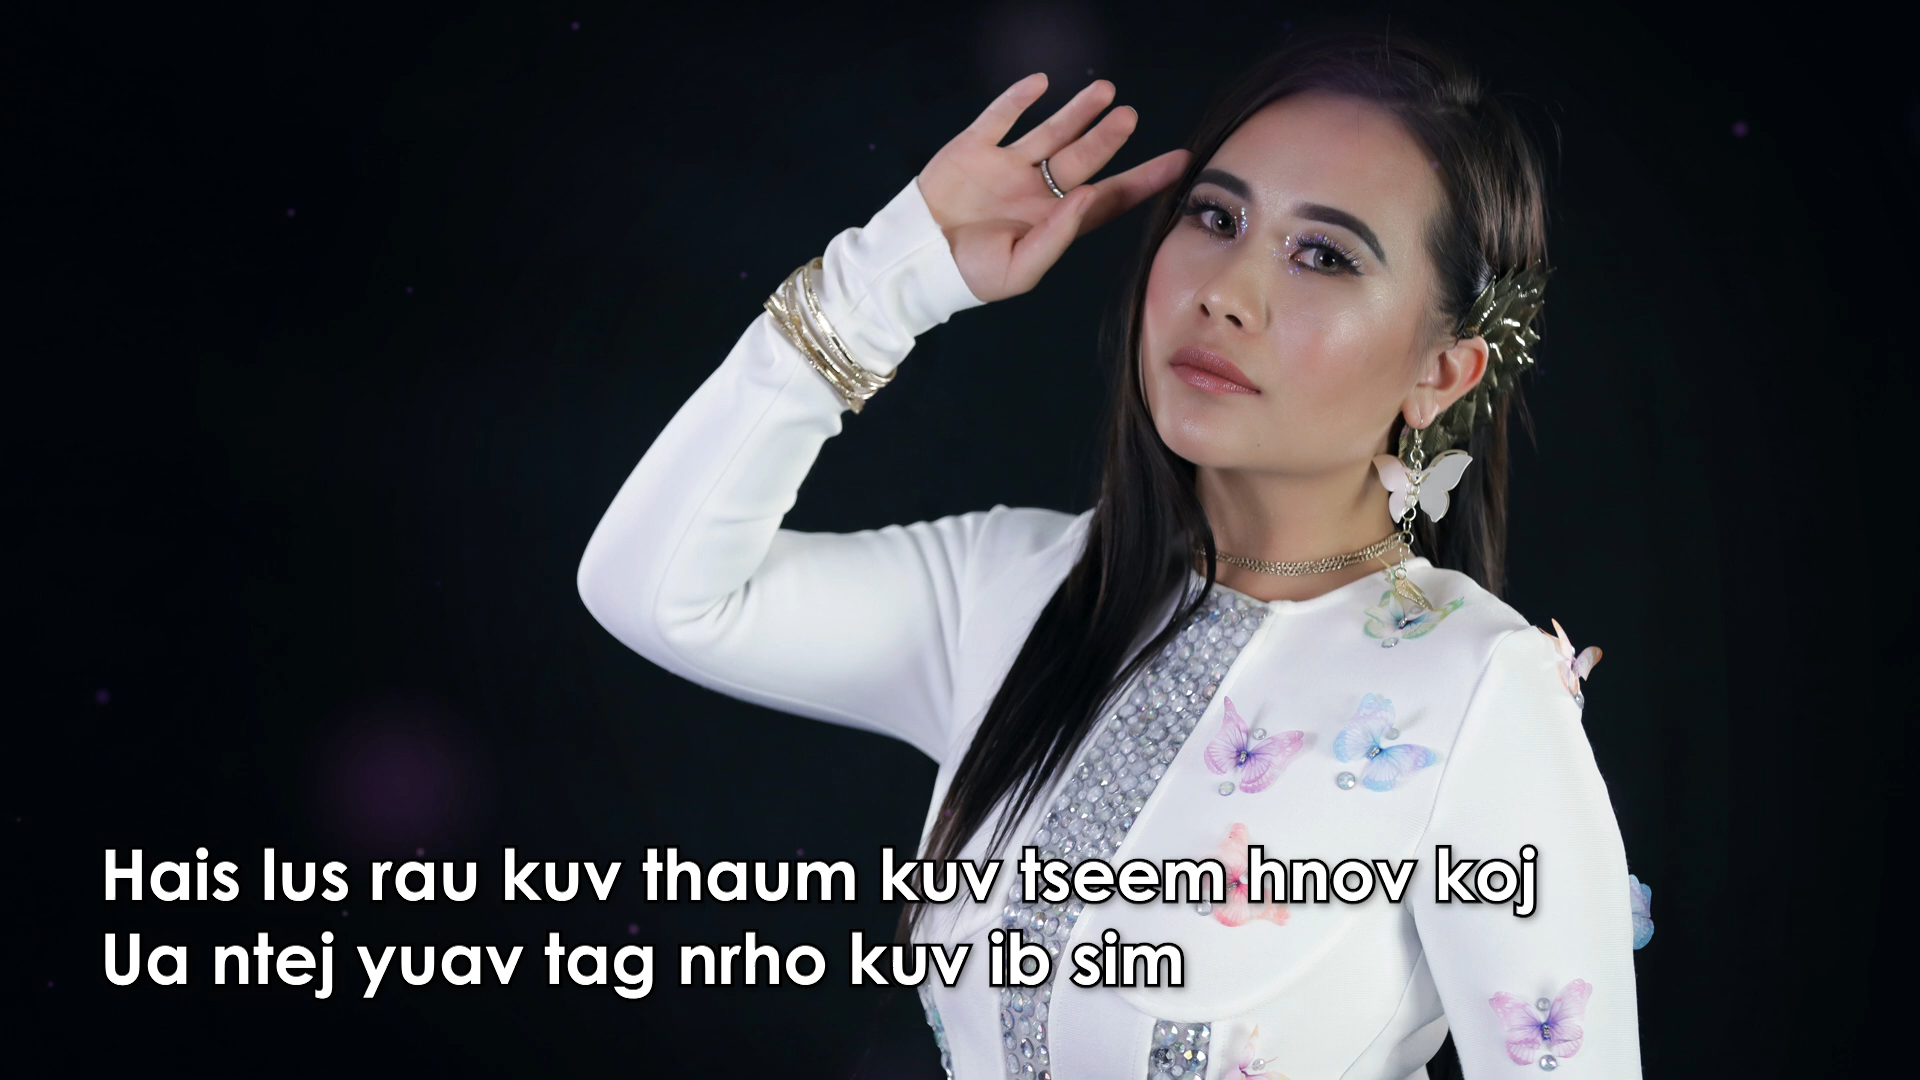 Hais lus rau kuv thaum kuv tseem hnov koj
Ua ntej yuav tag nrho kuv ib sim